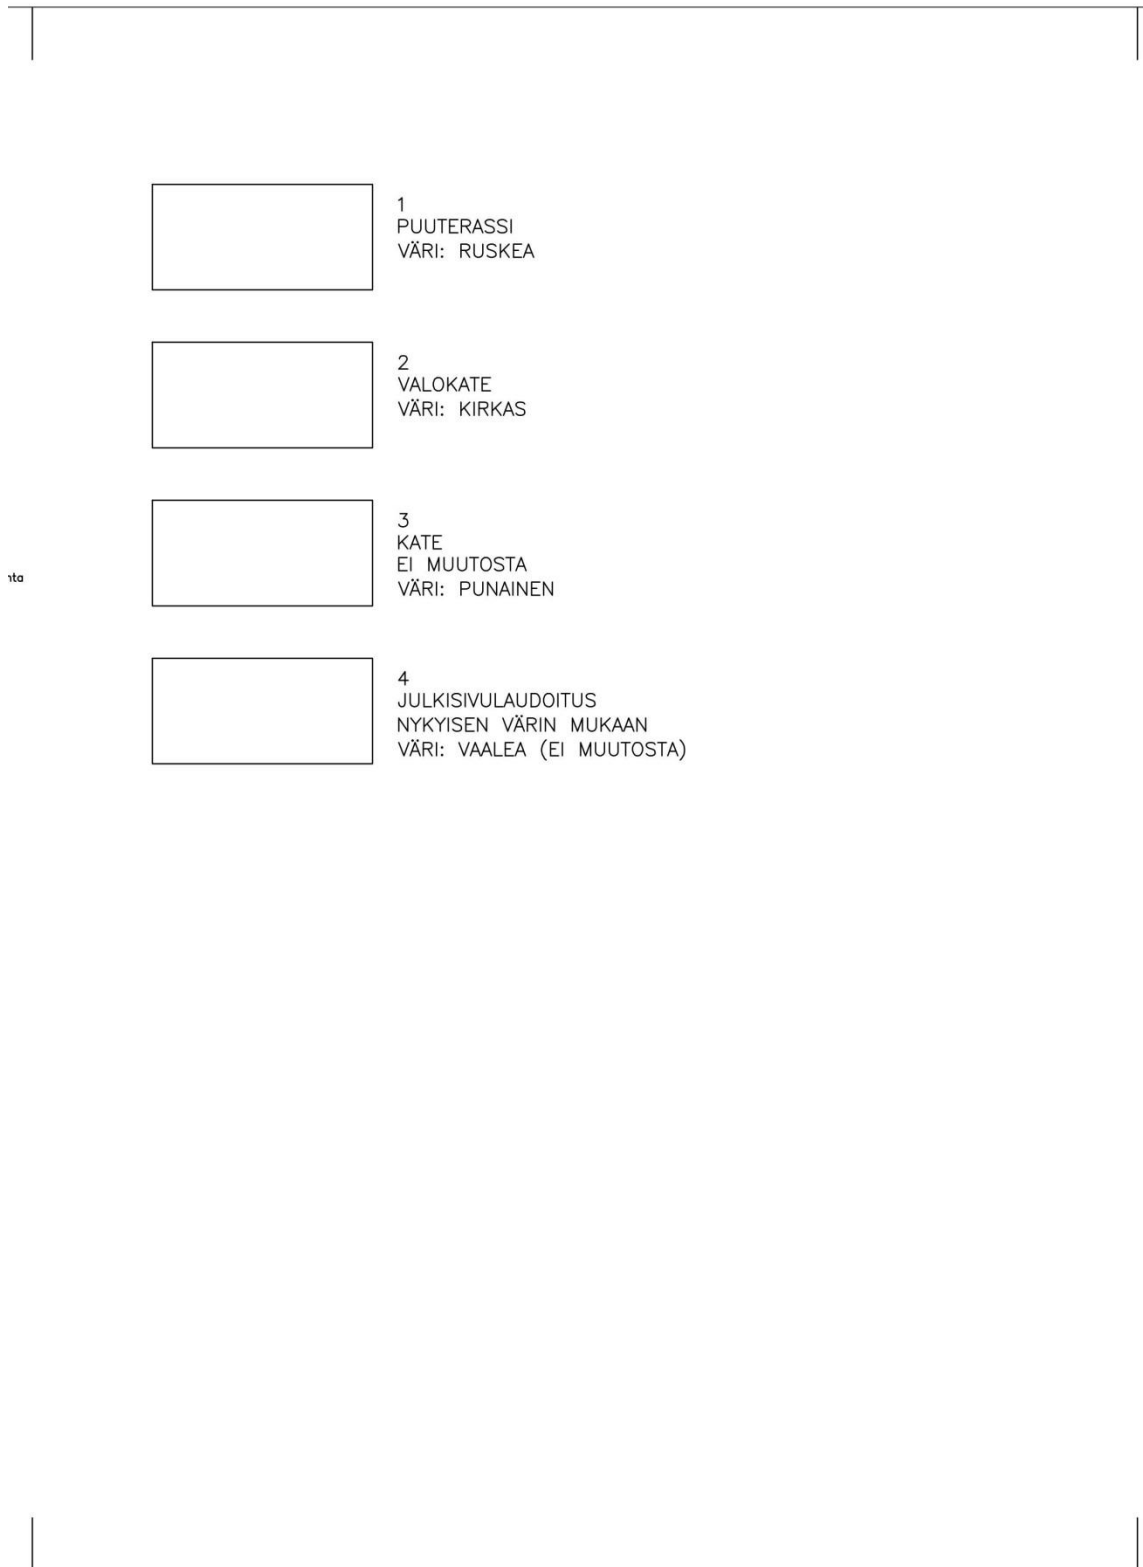 1
PUUTERASSI
VÄRI: RUSKEA
2
VALOKATE
VÄRI: KIRKAS
3
KATE
EI MUUTOSTA
VÄRI: PUNAINEN
4
JULKISIVULAUDOITUS
NYKYISEN VÄRIN MUKAAN
VÄRI: VAALEA (EI MUUTOSTA)